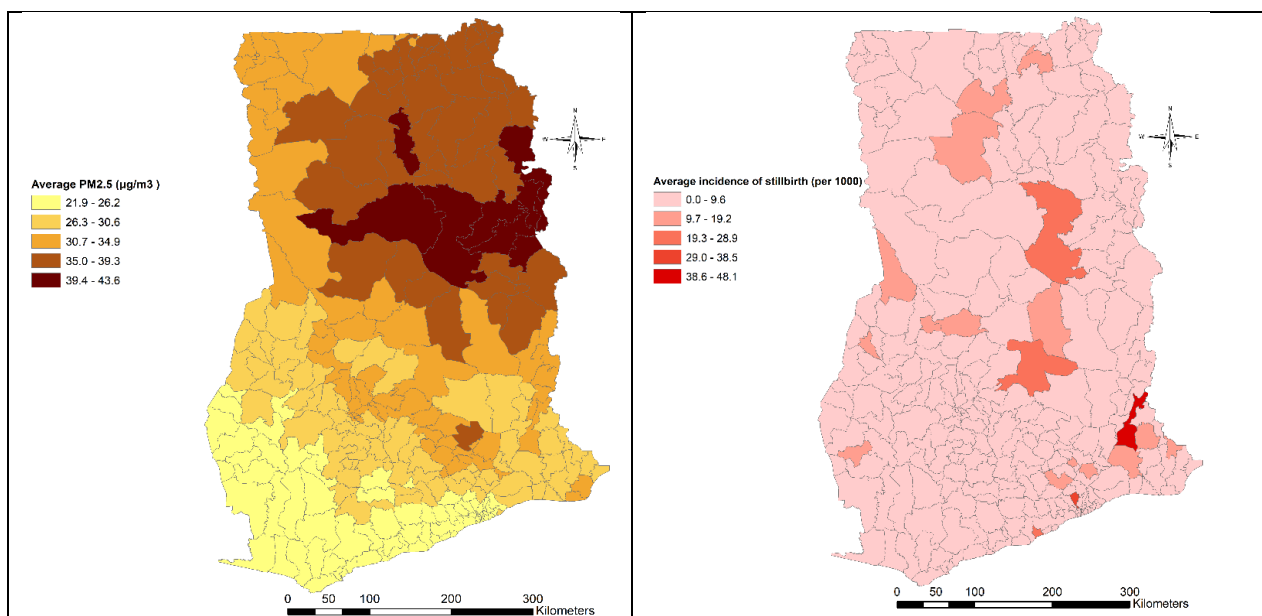 N
W E
S
Average PM2.5 (µg/m3 )
21.9 - 26.2
26.3 - 30.6
30.7 - 34.9
35.0 - 39.3
39.4 - 43.6
0 50 100 200 300
Kilometers
N
W E
S
Average incidence of stillbirth (per 1000)
0.0 - 9.6
9.7 - 19.2
19.3 - 28.9
29.0 - 38.5
38.6 - 48.1
0 50 100 200 300
Kilometers